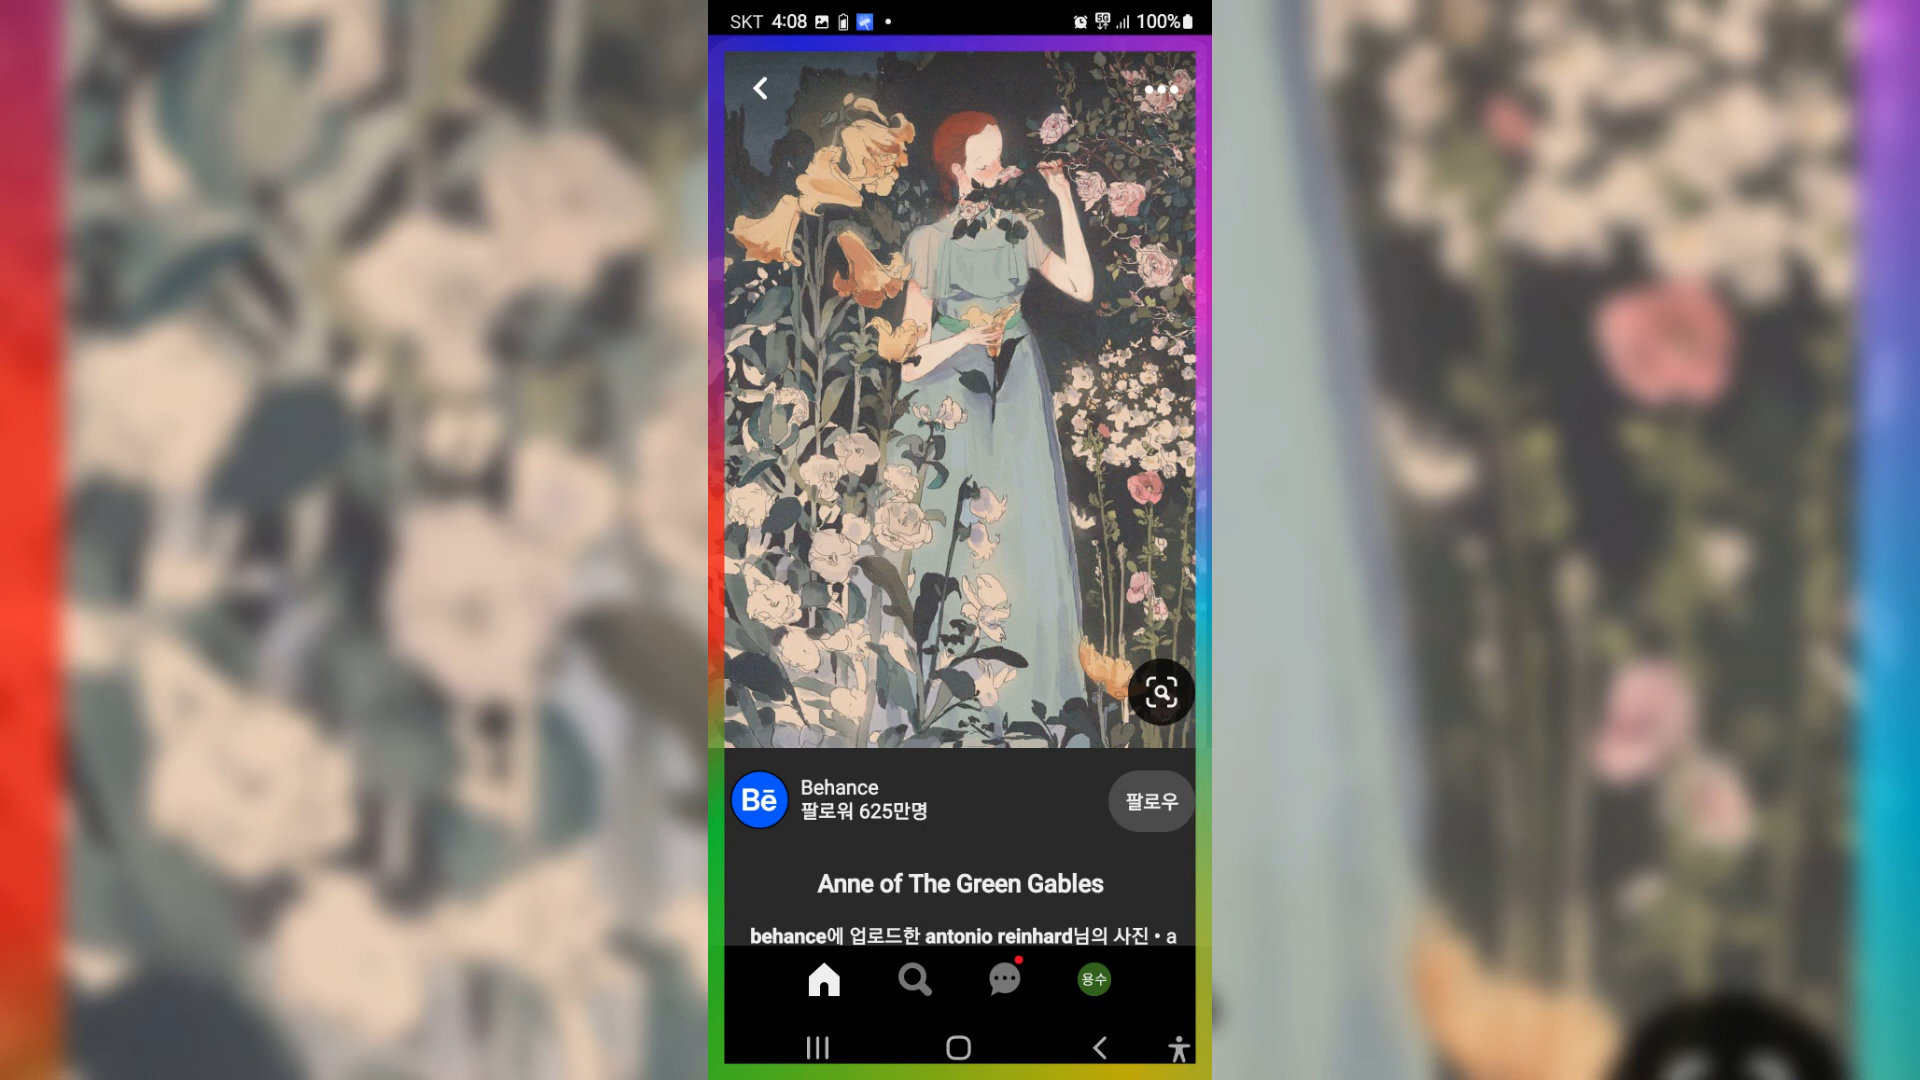 SKT 4:08
5G 100%
Bē
Behance
팔로워 625만명
팔로우
Anne of The Green Gables
behance에 업로드한 antonio reinhard님의 사진 • a
용수